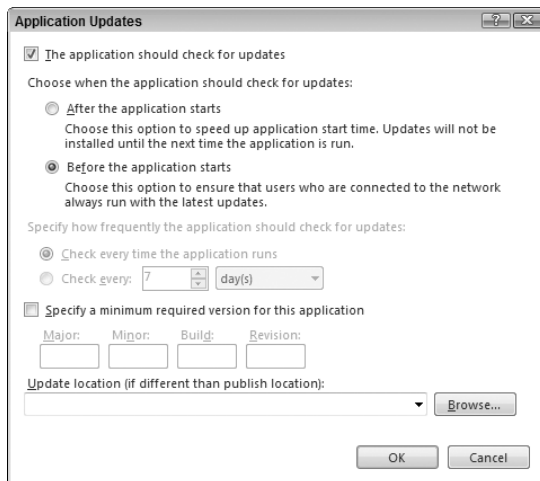 Application Updates
The application should check for updates
Choose when the application should check for updates:
After the application starts
Choose this option to speed up application start time. Updates will not be
installed until the next time the application is run.
Before the application starts
Choose this option to ensure that users who are connected to the network
always run with the latest updates.
Specify how frequently the application should check for updates:
Check every time the application runs
Check every: 7 day(s)
Specify a minimum required version for this application
Major: Minor: Build: Revision:
Update location (if different than publish location):
Browse...
OK Cancel